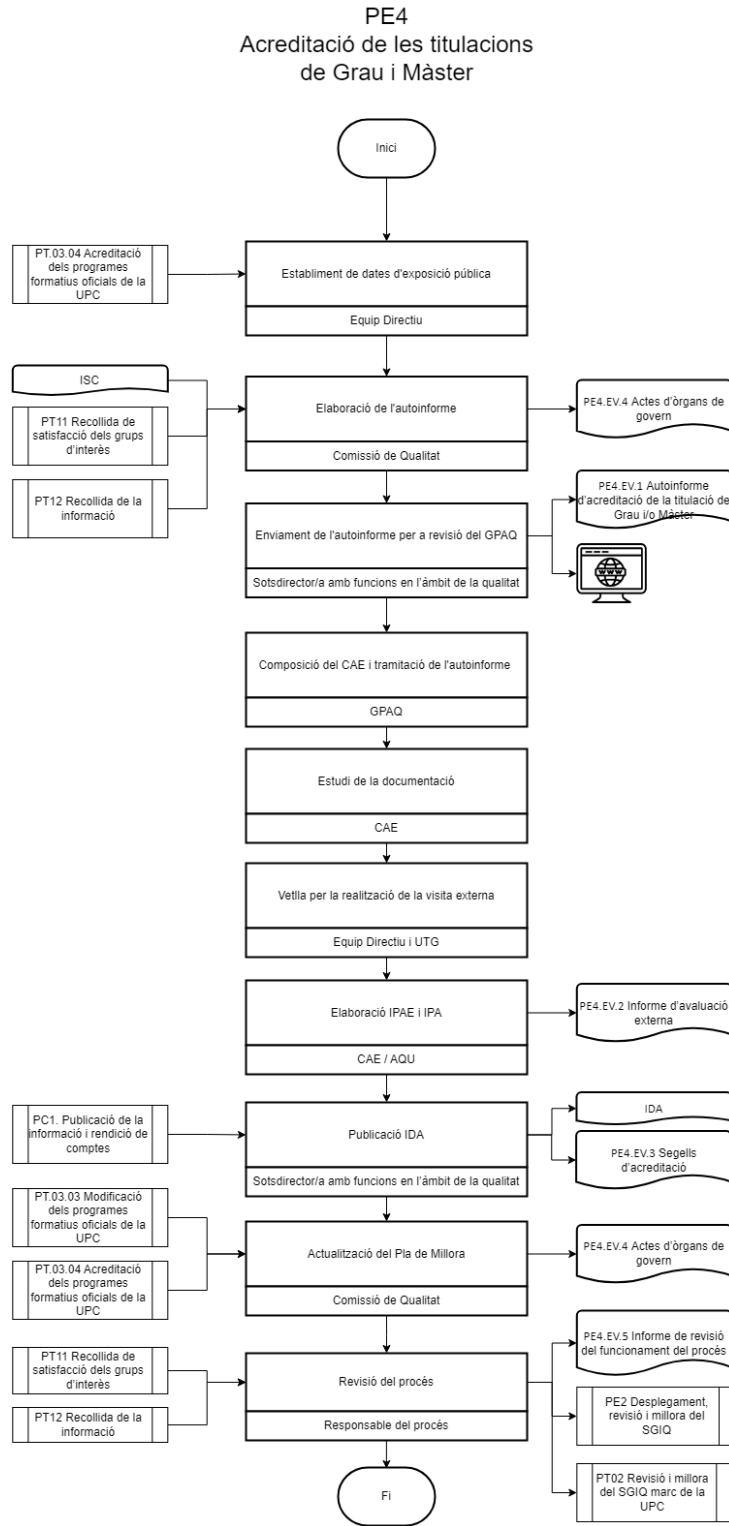 PE4
Acreditació de les titulacions
de Grau i Màster
Inici
PT.03.04 Acreditació
dels programes
formatius oficials de la
UPC
Establiment de dates d'exposició pública
Equip Directiu
ISC
PT11 Recollida de
satisfacció dels grups
d'interès
PT12 Recollida de la
informació
Elaboració de l'autoinforme
Comissió de Qualitat
PE4.EV.4 Actes d'òrgans de
govern
Enviament de l'autoinforme per a revisió del GPAQ
Sotsdirector/a amb funcions en l'àmbit de la qualitat
PE4.EV.1 Autoinforme
d'acreditació de la titulació de
Grau i/o Màster
WWW
Composició del CAE i tramitació de l'autoinforme
GPAQ
Estudi de la documentació
CAE
Vetlla per la realització de la visita externa
Equip Directiu i UTG
Elaboració IPAE i IPA
CAE / AQU
PE4.EV.2 Informe d'avaluació
externa
PC1. Publicació de la
informació i rendició de
comptes
Publicació IDA
Sotsdirector/a amb funcions en l'àmbit de la qualitat
IDA
PE4.EV.3 Segells
d'acreditació
PT.03.03 Modificació
dels programes
formatius oficials de la
UPC
PT.03.04 Acreditació
dels programes
formatius oficials de la
UPC
Actualització del Pla de Millora
Comissió de Qualitat
PE4.EV.4 Actes d'òrgans de
govern
PT11 Recollida de
satisfacció dels grups
d'interès
PT12 Recollida de la
informació
Revisió del procés
Responsable del procés
PE4.EV.5 Informe de revisió
del funcionament del procés
PE2 Desplegament,
revisió i millora del
SGIQ
PT02 Revisió i millora
del SGIQ marc de la
UPC
Fi